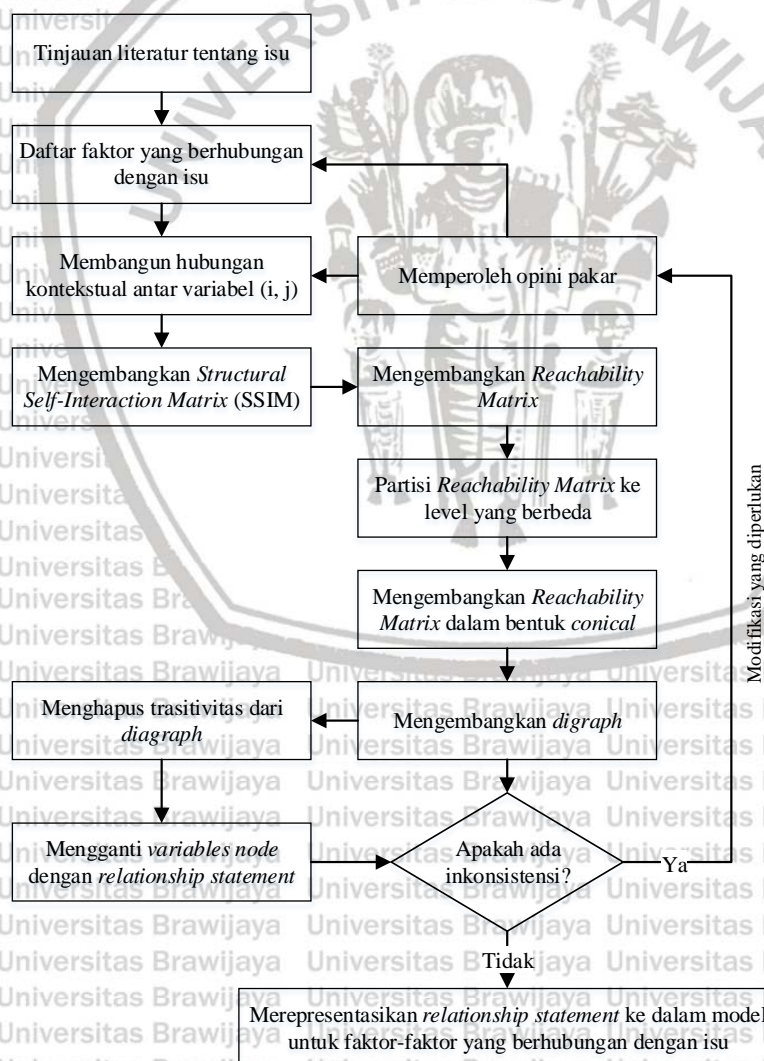 Tinjauan literatur tentang isu
Daftar faktor yang berhubungan
dengan isu
Membangun hubungan
kontekstual antar variabel (i, j)
Memperoleh opini pakar
Mengembangkan Structural
Self-Interaction Matrix (SSIM)
Mengembangkan Reachability
Matrix
Partisi Reachability Matrix ke
level yang berbeda
Mengembangkan Reachability
Matrix dalam bentuk conical
Mengembangkan digraph
Menghapus trasitivitas dari
diagraph
Mengganti variables node
dengan relationship statement
Apakah ada
inkonsistensi?
Ya
Modifikasi yang diperlukan
Tidak
Merepresentasikan relationship statement ke dalam model
untuk faktor-faktor yang berhubungan dengan isu